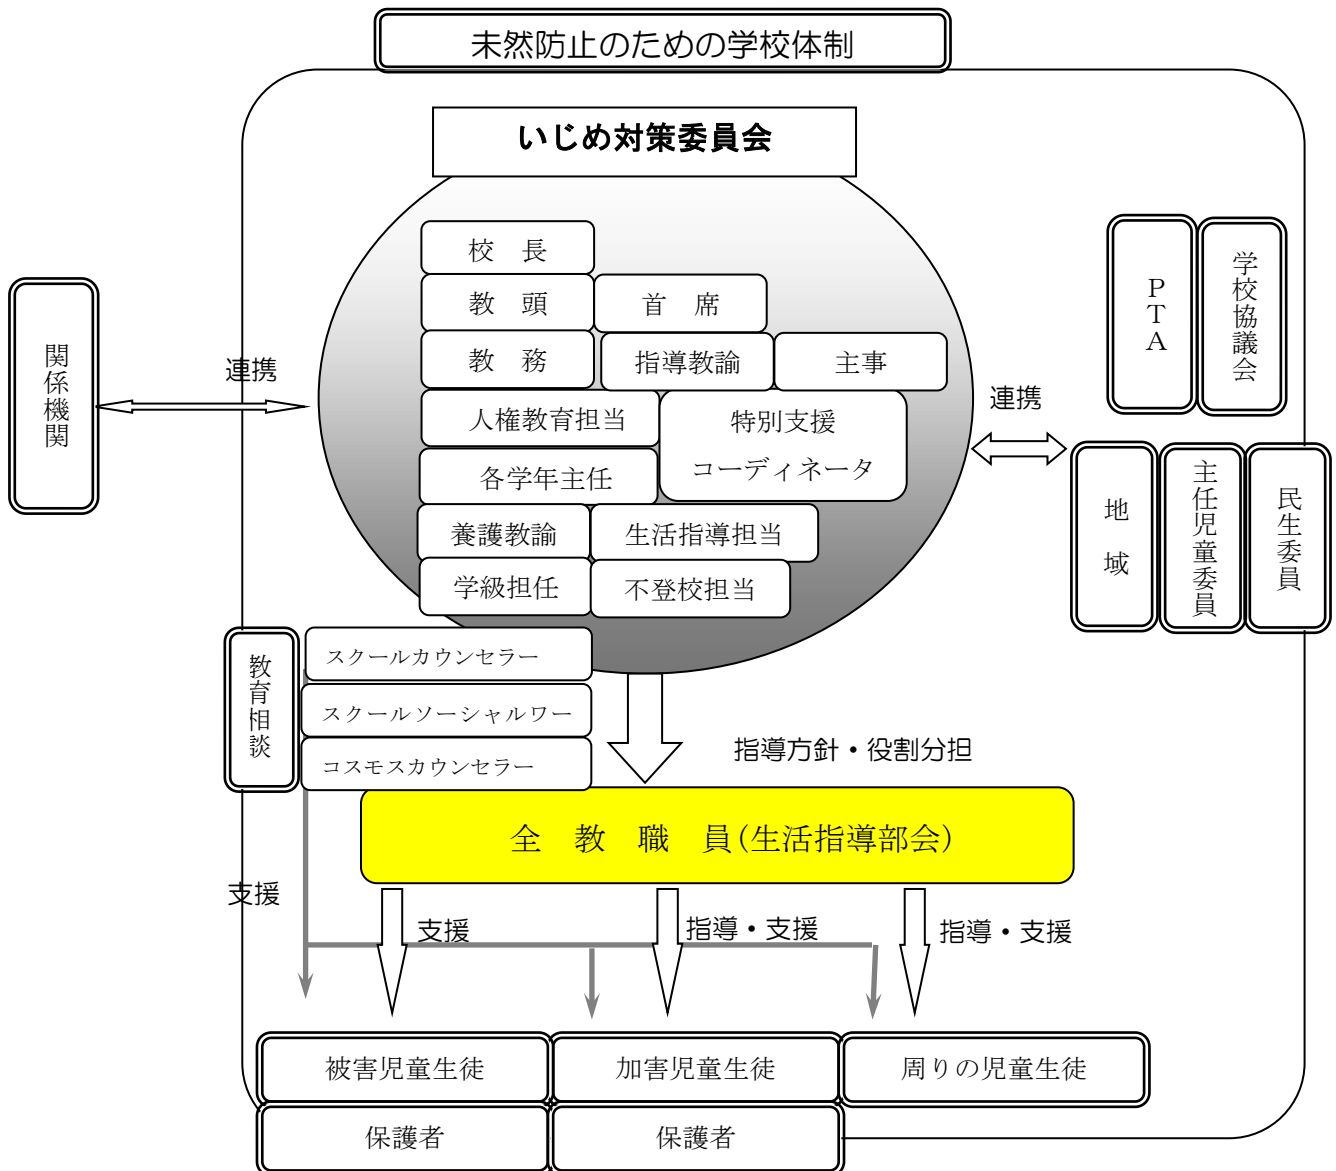 未然防止のための学校体制
いじめ対策委員会
校　長
教　頭
首　席
教　務
指導教諭
主事
人権教育担当
特別支援
コーディネータ
各学年主任
養護教諭
生活指導担当
学級担任
不登校担当
関係機関
連携
連携
PTA
学校協議会
地　域
主任児童委員
民生委員
教育相談
スクールカウンセラー
スクールソーシャルワー
コスモスカウンセラー
指導方針・役割分担
全　教　職　員(生活指導部会)
支援
支援
指導・支援
指導・支援
被害児童生徒
加害児童生徒
周りの児童生徒
保護者
保護者